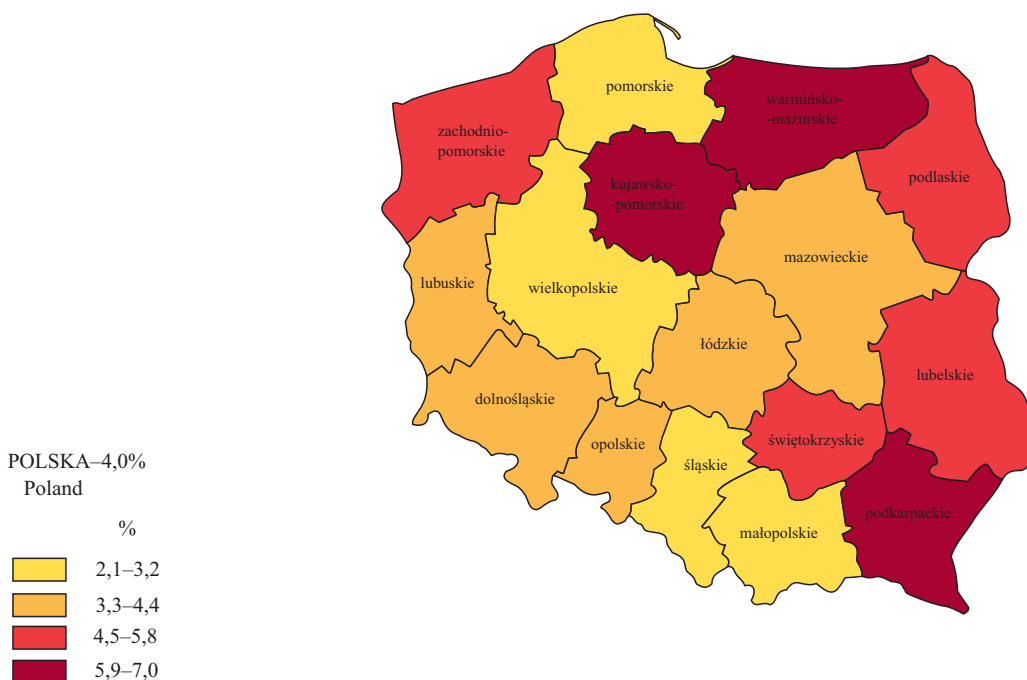 pomorskie
warmińsko-
-mazurskie
zachodnio-
pomorskie
podlaskie
kujawsko-
-pomorskie
mazowieckie
lubuskie
wielkopolskie
łódzkie
lubelskie
dolnośląskie
świętokrzyskie
opolskie
śląskie
podkarpackie
małopolskie
POLSKA–4,0%
Poland
%
2,1–3,2
3,3–4,4
4,5–5,8
5,9–7,0